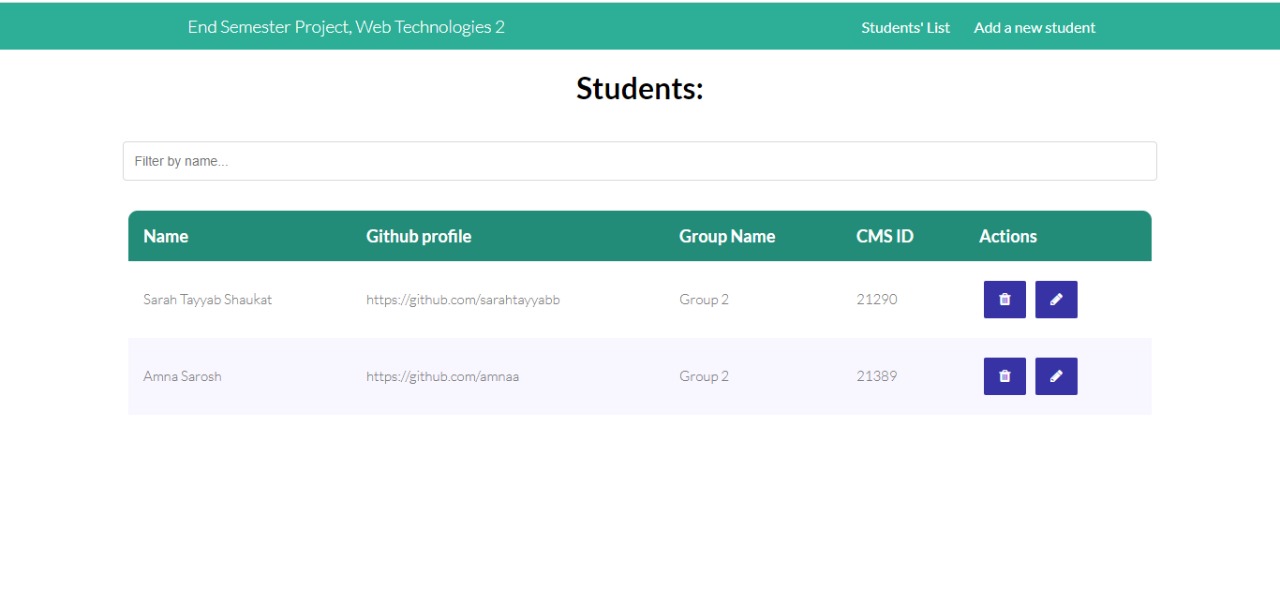 End Semester Project, Web Technologies 2 Students' List Add a new student
Students:
Filter by name...
Name Github profile Group Name CMS ID Actions
Sarah Tayyab Shaukat https://github.com/sarahtayyabb Group 2 21290
Amna Sarosh https://github.com/amnaa Group 2 21389